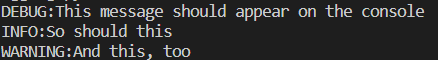 DEBUG:This message should appear on the console
INFO:So should this
WARNING:And this, too